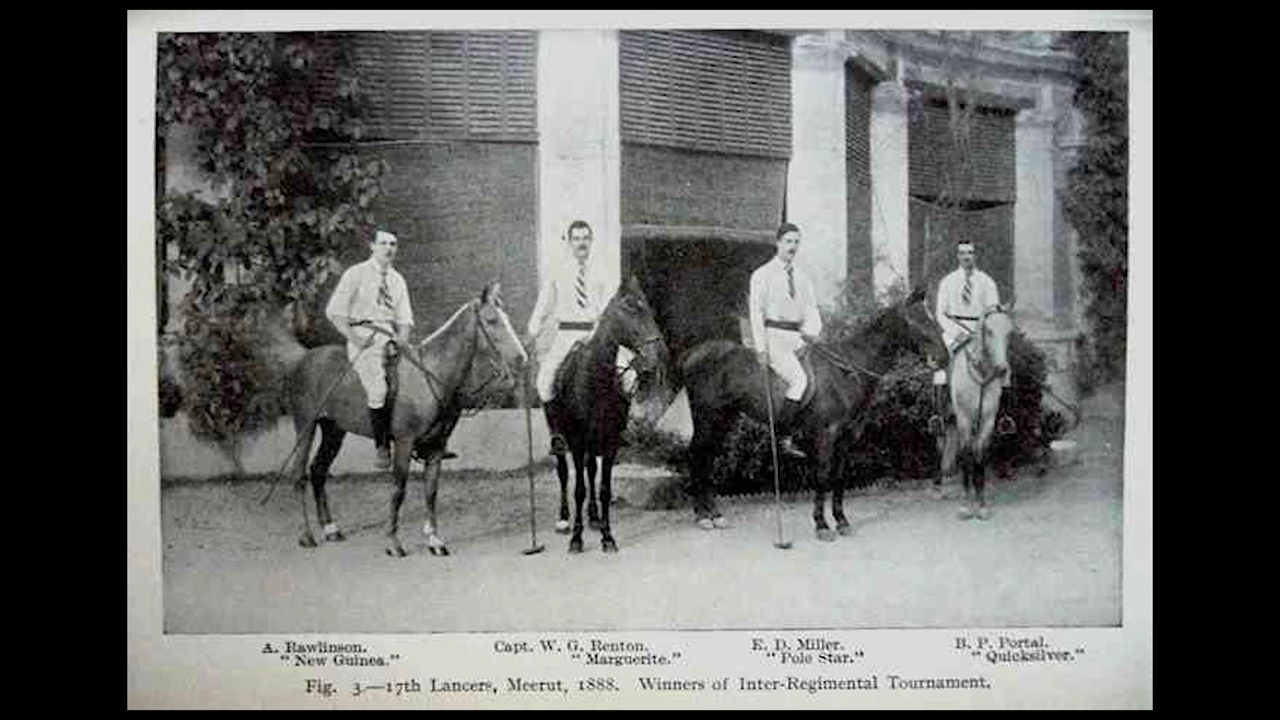 A. Rawlinson. Capt. W. G. Renton. E. D. Miller. B. P. Portal.
"New Guinea." "Marguerite." "Pole Star." "Quicksilver."
Fig. 3.—17th Lancers, Meerut, 1888. Winners of Inter-Regimental Tournament.